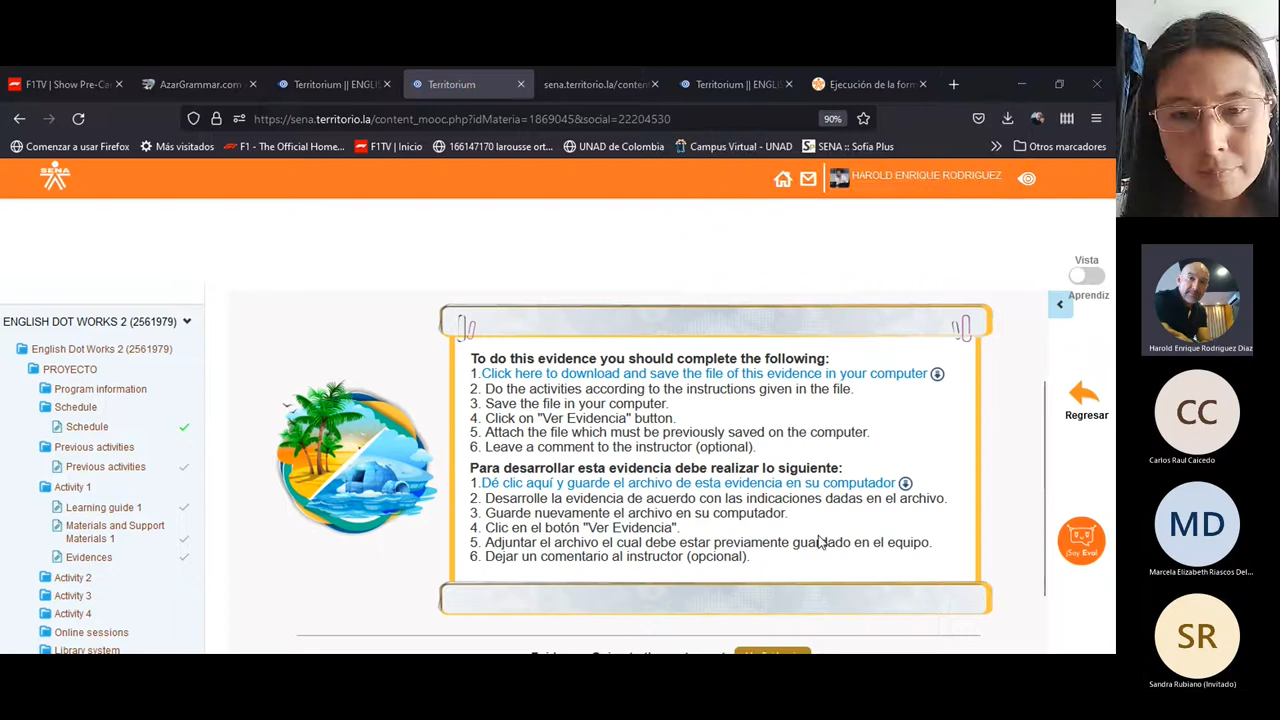 F1TV | Show Pre-Ca
AzarGrammar.com
Territorium || ENGLIS
Territorium
sena.territorio.la/conten
Territorium || ENGLIS
Ejecución de la form
https://sena.territorio.la/content_mooc.php?idMateria=1869045&social=22204530
90%
Comenzar a usar Firefox
Más visitados
F1 - The Official Home...
F1TV | Inicio
166147170 larousse ort...
UNAD de Colombia
Campus Virtual - UNAD
SENA :: Sofia Plus
Otros marcadores
SENA
HAROLD ENRIQUE RODRIGUEZ
Vista
Aprendiz
ENGLISH DOT WORKS 2 (2561979)
English Dot Works 2 (2561979)
PROYECTO
Program information
Schedule
Schedule
Previous activities
Previous activities
Activity 1
Learning guide 1
Materials and Support
Materials 1
Evidences
Activity 2
Activity 3
Activity 4
Online sessions
Library system
To do this evidence you should complete the following:
1.Click here to download and save the file of this evidence in your computer
2. Do the activities according to the instructions given in the file.
3. Save the file in your computer.
4. Click on "Ver Evidencia" button.
5. Attach the file which must be previously saved on the computer.
6. Leave a comment to the instructor (optional).
Para desarrollar esta evidencia debe realizar lo siguiente:
1.Dé clic aquí y guarde el archivo de esta evidencia en su computador
2. Desarrolle la evidencia de acuerdo con las indicaciones dadas en el archivo.
3. Guarde nuevamente el archivo en su computador.
4. Clic en el botón "Ver Evidencia".
5. Adjuntar el archivo el cual debe estar previamente guardado en el equipo.
6. Dejar un comentario al instructor (opcional).
Regresar
¡Soy Eva!
Harold Enrique Rodriguez Diaz
CC
Carlos Raul Caicedo
MD
Marcela Elizabeth Riascos Del...
SR
Sandra Rubiano (Invitado)